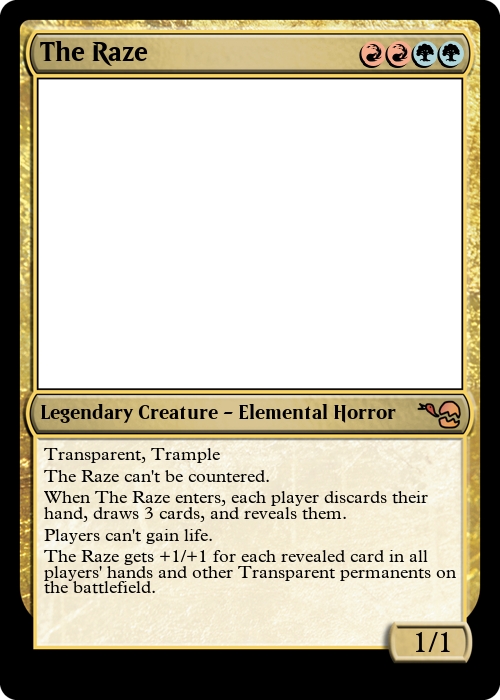 The Raze
Legendary Creature – Elemental Horror
Transparent, Trample
The Raze can't be countered.
When The Raze enters, each player discards their
hand, draws 3 cards, and reveals them.
Players can't gain life.
The Raze gets +1/+1 for each revealed card in all
players' hands and other Transparent permanents on
the battlefield.
1/1